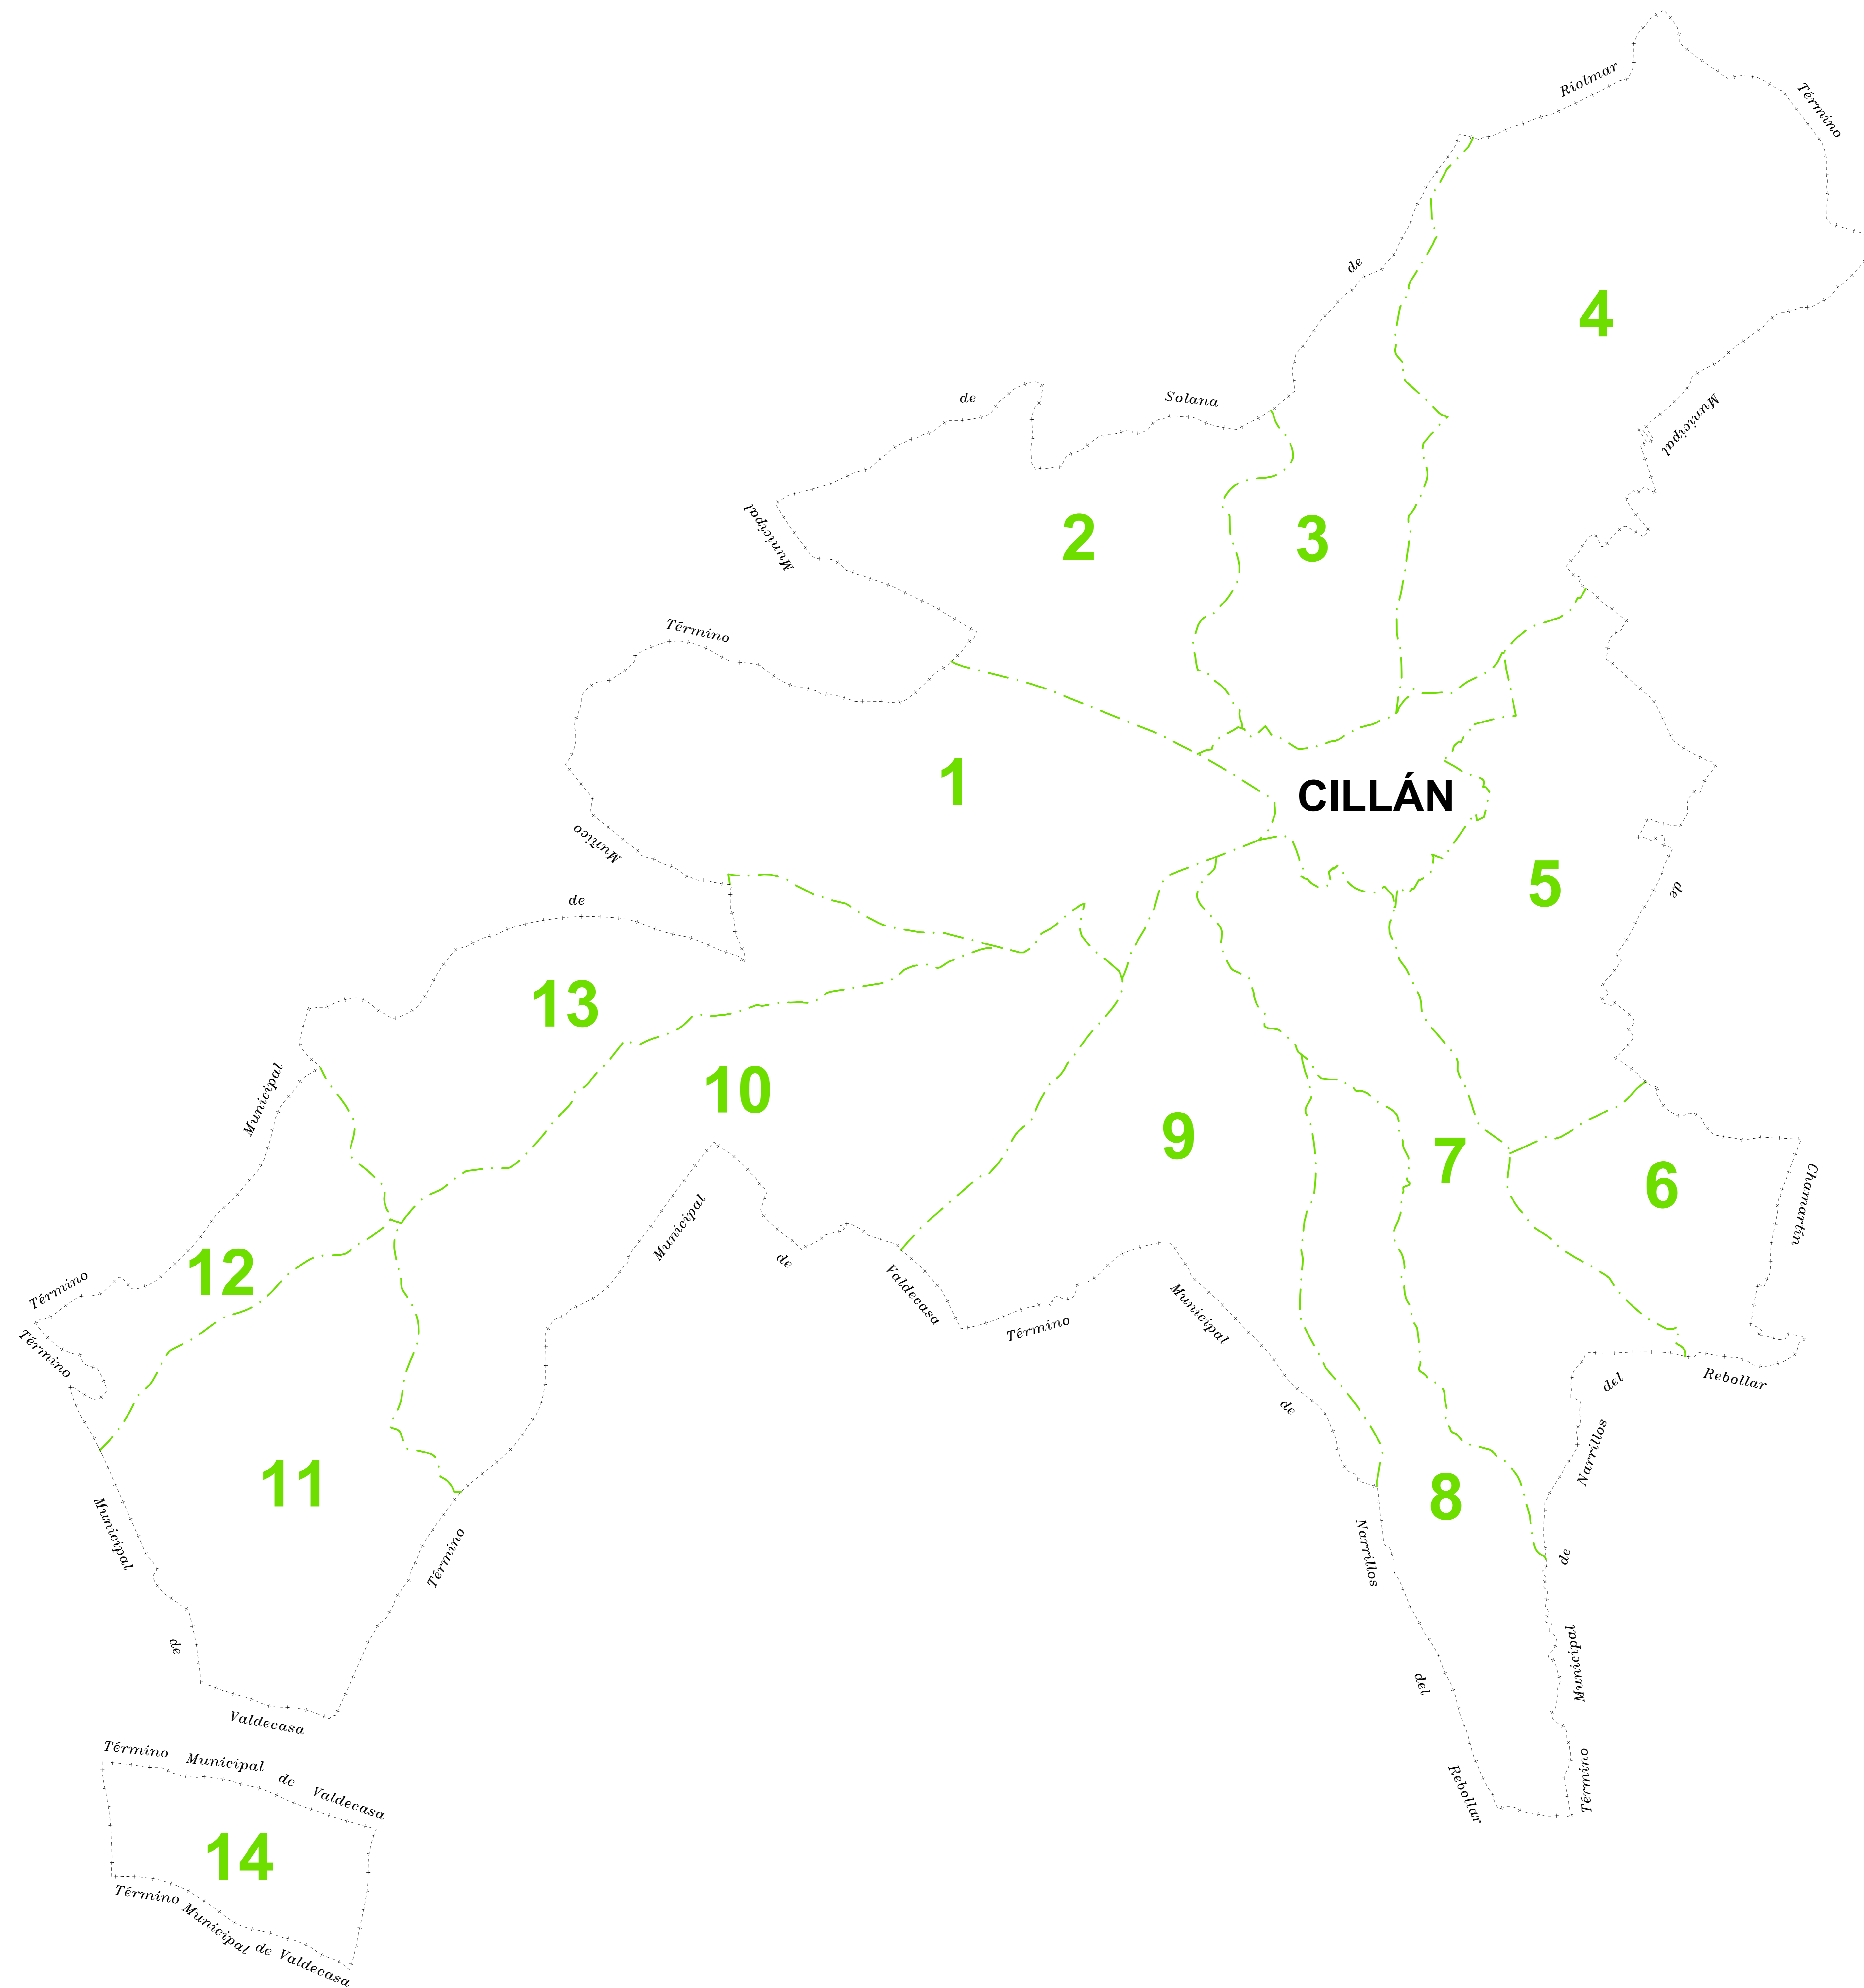 Riolmar
Término
de
4
Municipal
de
Solana
Municipal
2
3
Término
1
CILLÁN
Muñico
5
de
de
13
Municipal
10
9
7
6
Chamartín
Municipal
de
12
Término
Término
Valdecasa
Término
Municipal
de
del
Rebollar
Narrillos
11
8
Municipal
Término
Narrillos
de
de
Municipal
del
Valdecasa
Término
Rebollar
Término Municipal de Valdecasa
14
Término Municipal de Valdecasa